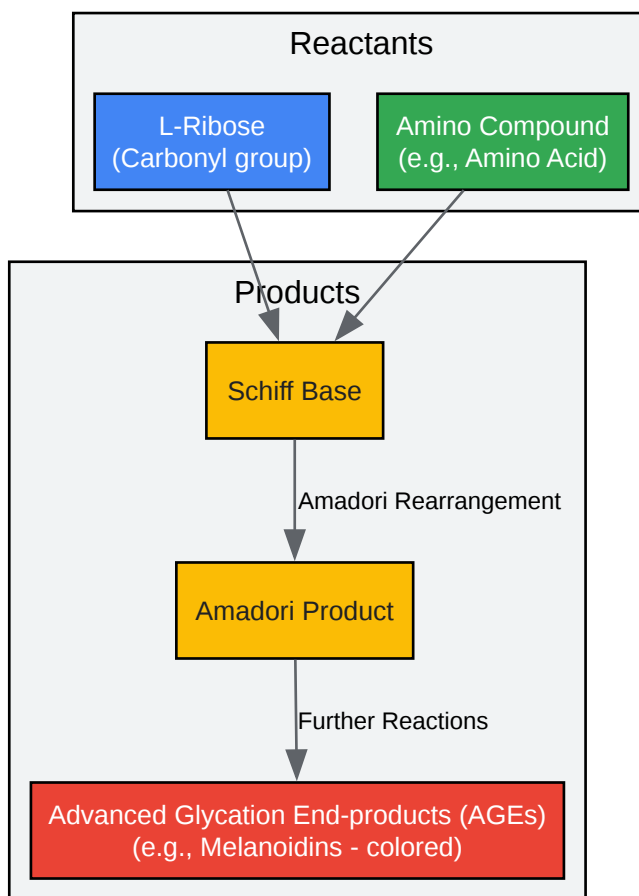 Reactants
L-Ribose
(Carbonyl group)
Amino Compound
(e.g., Amino Acid)
Products
Schiff Base
Amadori Rearrangement
Amadori Product
Further Reactions
Advanced Glycation End-products (AGEs)
(e.g., Melanoidins - colored)